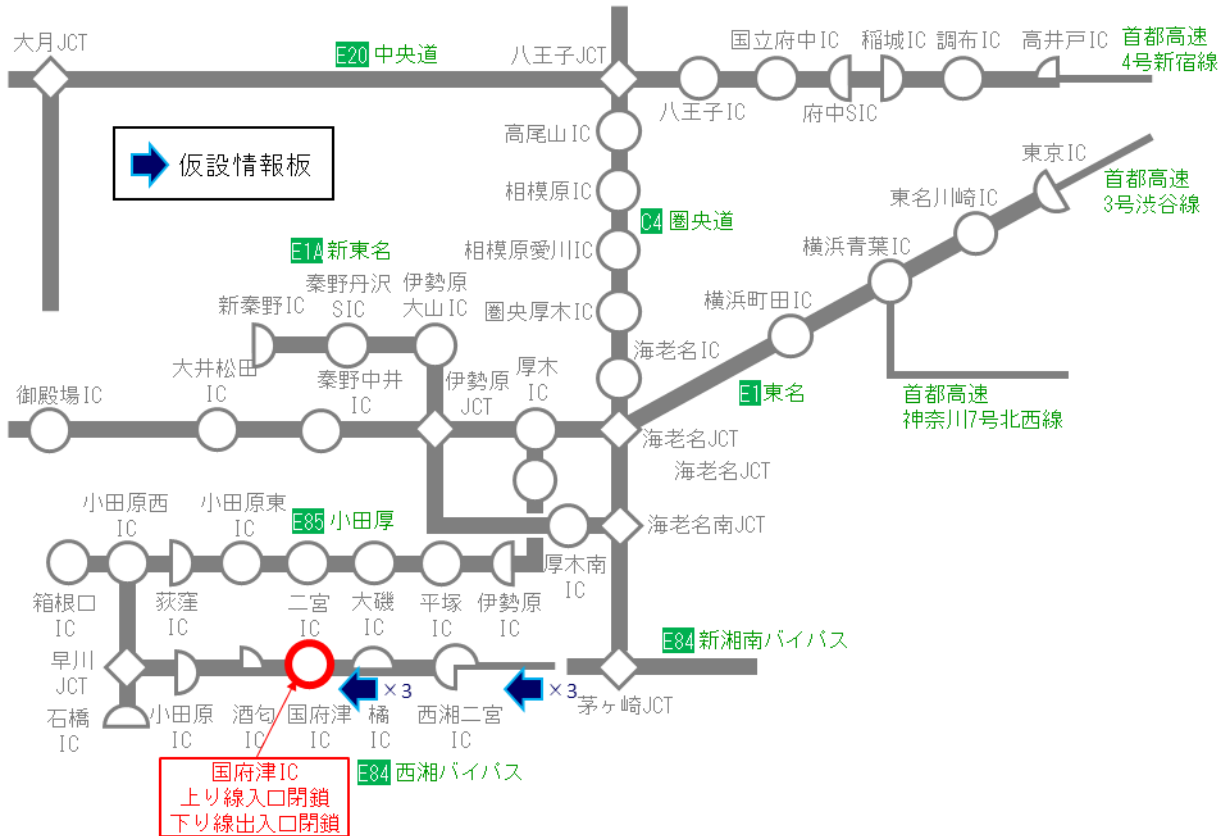 大月JCT
E20 中央道
八王子JCT
国立府中IC
稲城IC
調布IC
高井戸IC
首都高速
4号新宿線
八王子IC
府中SIC
仮設情報板
高尾山IC
相模原IC
相模原愛川IC
圏央厚木IC
海老名IC
C4 圏央道
東京IC
首都高速
3号渋谷線
東名川崎IC
横浜青葉IC
横浜町田IC
E1A 新東名
新秦野IC
秦野丹沢
SIC
伊勢原
大山IC
御殿場IC
大井松田
IC
秦野中井
IC
伊勢原
JCT
厚木
IC
E1 東名
首都高速
神奈川7号北西線
海老名JCT
海老名JCT
海老名南JCT
厚木南
IC
小田原西
IC
小田原東
IC
E85 小田厚
箱根口
IC
荻窪
IC
二宮
IC
大磯
IC
平塚
IC
伊勢原
IC
E84 新湘南バイパス
早川
JCT
×3
×3
茅ヶ崎JCT
石橋
IC
小田原
IC
酒匂
IC
国府津
IC
橘
IC
西湘二宮
IC
E84 西湘バイパス
国府津IC
上り線入口閉鎖
下り線出入口閉鎖